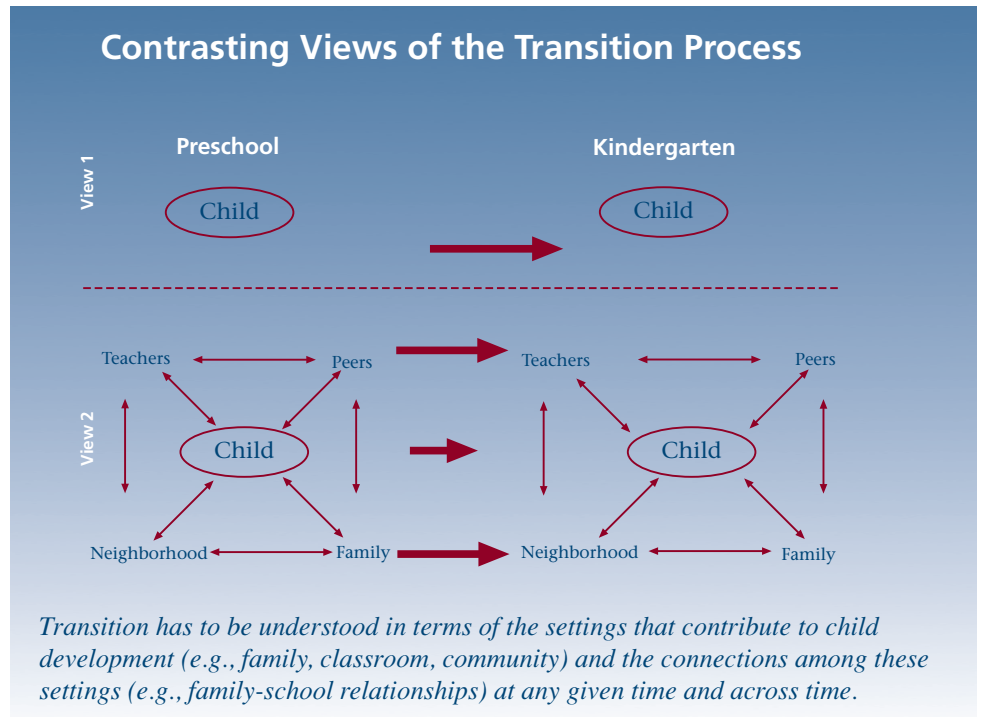 Contrasting Views of the Transition Process
Preschool
Kindergarten
View 1
Child
Child
Teachers
Peers
Teachers
Peers
View 2
Child
Child
Neighborhood
Family
Neighborhood
Family
Transition has to be understood in terms of the settings that contribute to child
development (e.g., family, classroom, community) and the connections among these
settings (e.g., family-school relationships) at any given time and across time.